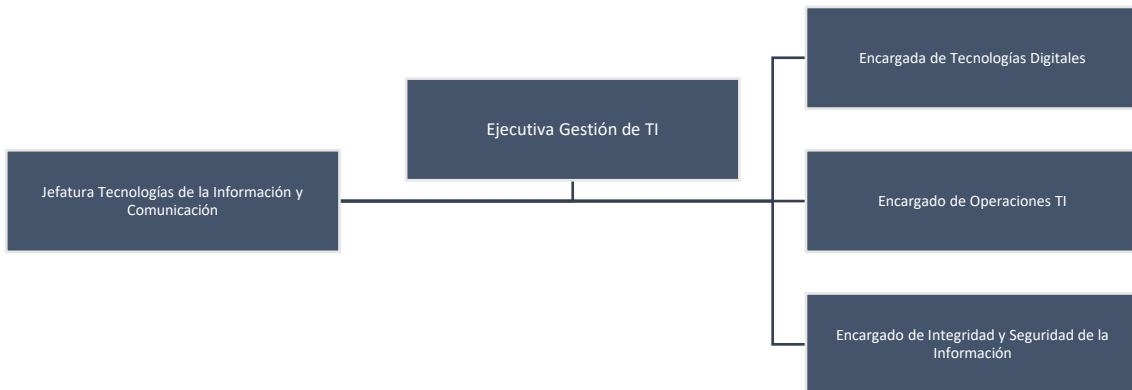 Encargada de Tecnologías Digitales
Ejecutiva Gestión de TI
Jefatura Tecnologías de la Información y
Comunicación
Encargado de Operaciones TI
Encargado de Integridad y Seguridad de la
Información